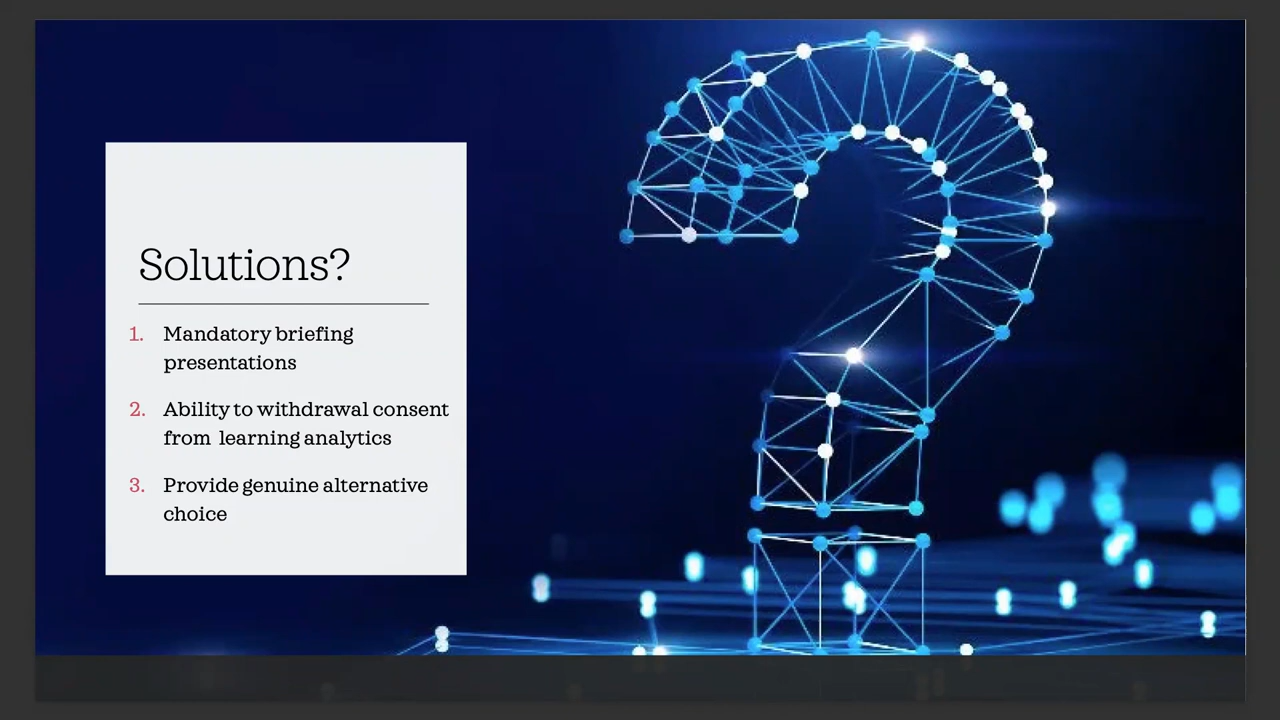 Solutions?
1. Mandatory briefing
presentations
2. Ability to withdrawal consent
from learning analytics
3. Provide genuine alternative
choice